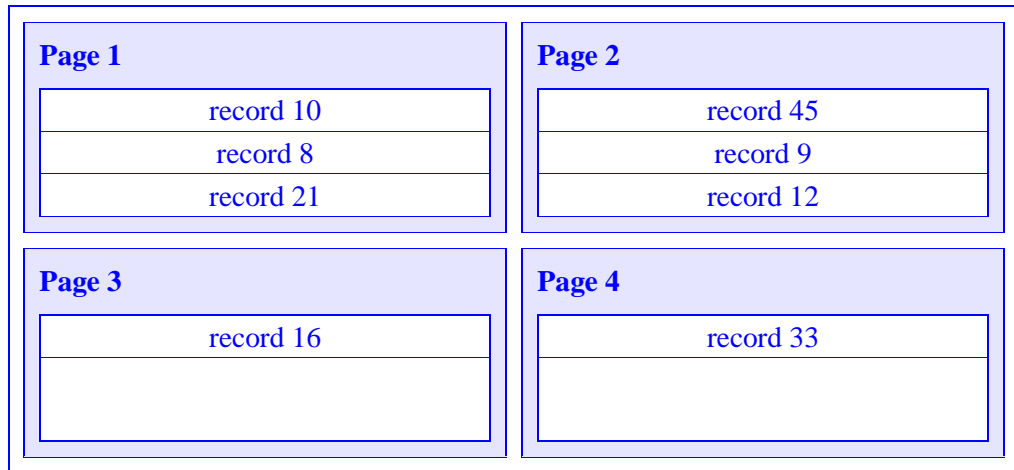 Page 1
record 10
record 8
record 21
Page 2
record 45
record 9
record 12
Page 3
record 16
Page 4
record 33